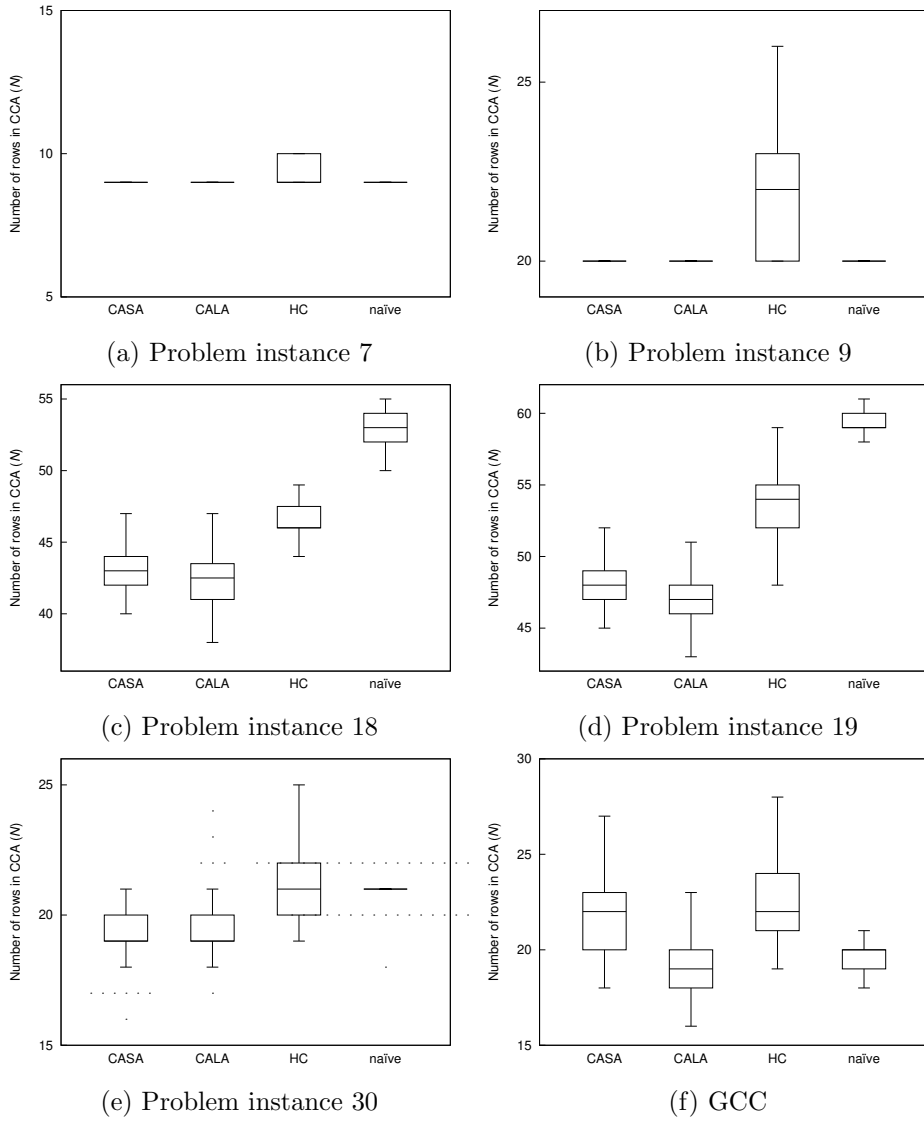 15
10
5
Number of rows in CCA (N)
CASA CALA HC naïve
(a) Problem instance 7
25
20
Number of rows in CCA (N)
CASA CALA HC naïve
(b) Problem instance 9
55
50
45
40
Number of rows in CCA (N)
CASA CALA HC naïve
(c) Problem instance 18
60
55
50
45
Number of rows in CCA (N)
CASA CALA HC naïve
(d) Problem instance 19
25
20
15
Number of rows in CCA (N)
CASA CALA HC naïve
(e) Problem instance 30
30
25
20
15
Number of rows in CCA (N)
CASA CALA HC naïve
(f) GCC